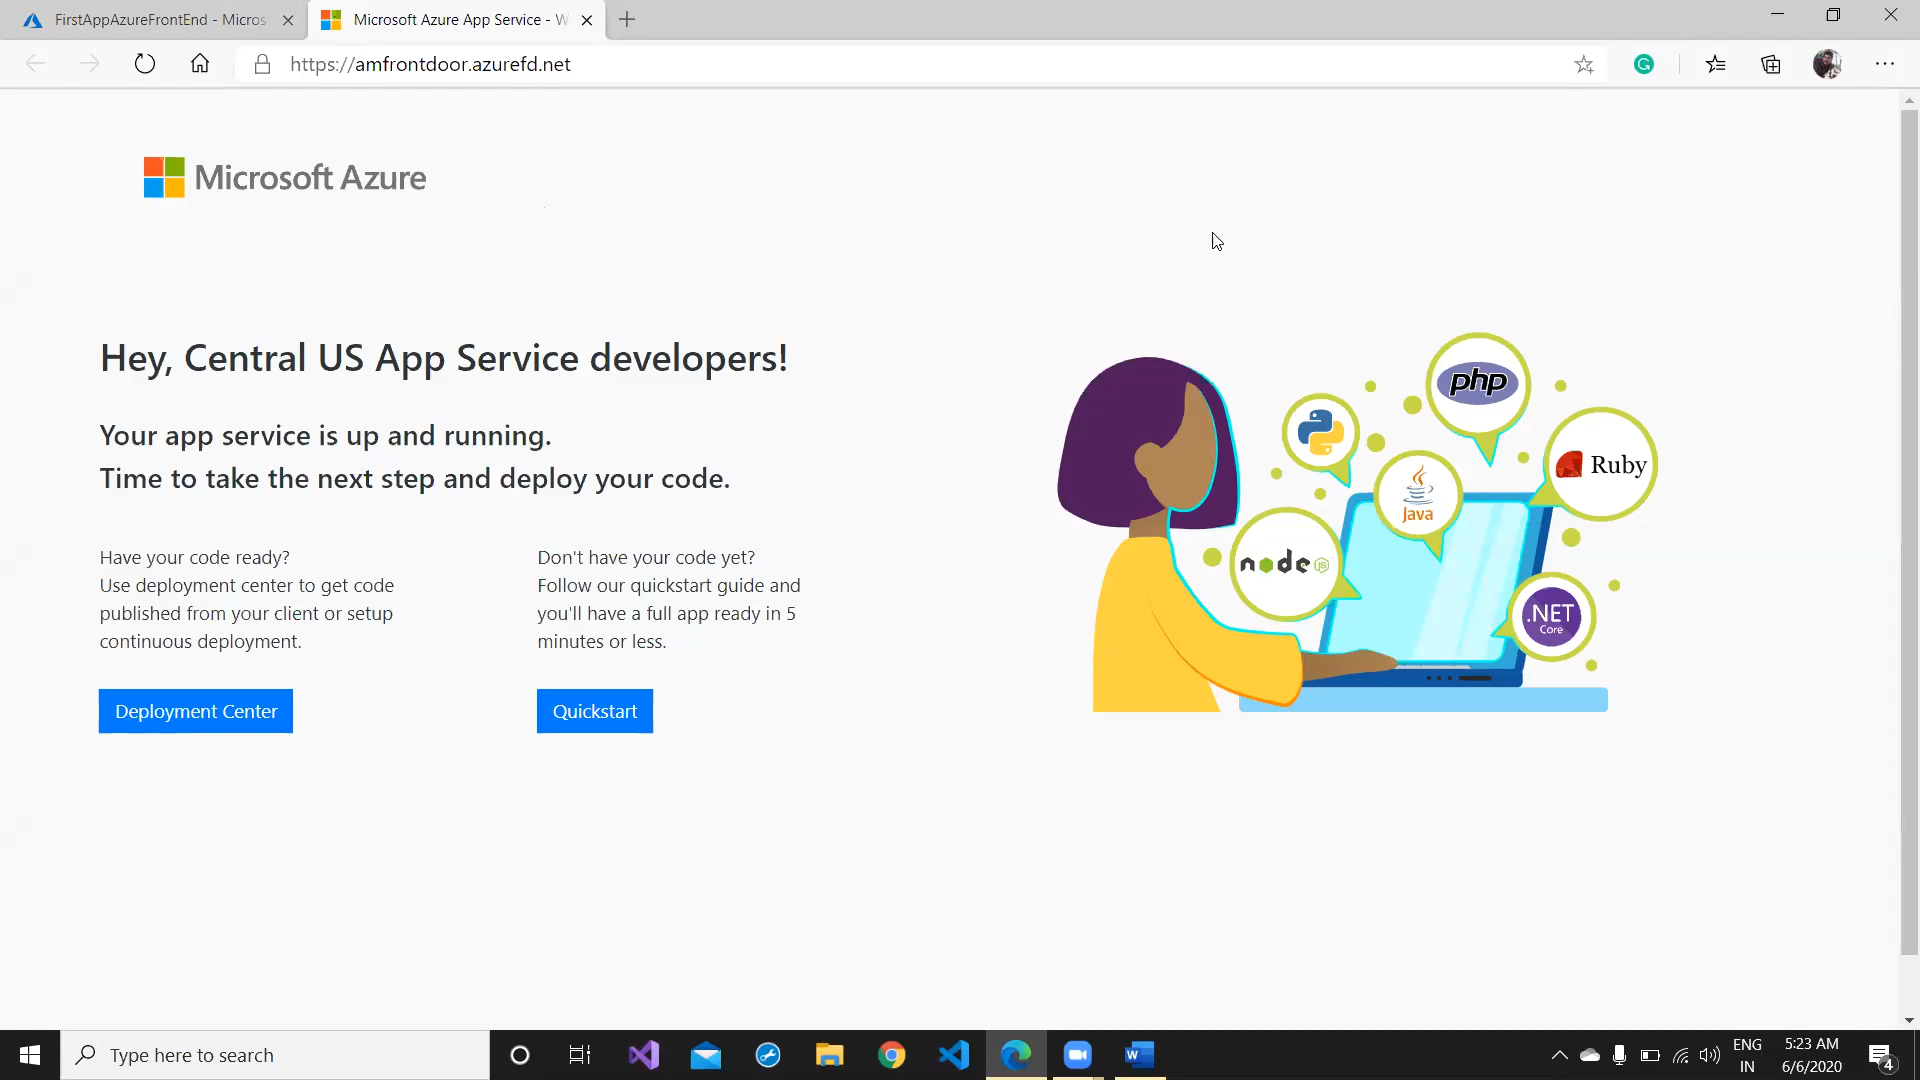 FirstAppAzureFrontEnd - Micros
Microsoft Azure App Service - W
https://amfrontdoor.azurefd.net
Microsoft Azure
Hey, Central US App Service developers!
Your app service is up and running.
Time to take the next step and deploy your code.
Have your code ready?
Use deployment center to get code
published from your client or setup
continuous deployment.
Deployment Center
Don't have your code yet?
Follow our quickstart guide and
you'll have a full app ready in 5
minutes or less.
Quickstart
php
Ruby
Java
node
JS
.NET
Core
Type here to search
ENG
IN
5:23 AM
6/6/2020
4